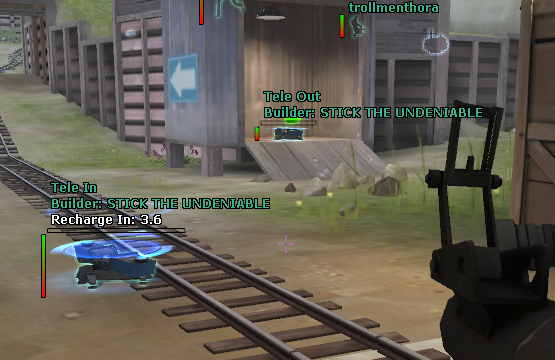 trollmenthora
Tele Out
Builder: STICK THE UNDENIABLE
Tele In
Builder: STICK THE UNDENIABLE
Recharge In: 3.6